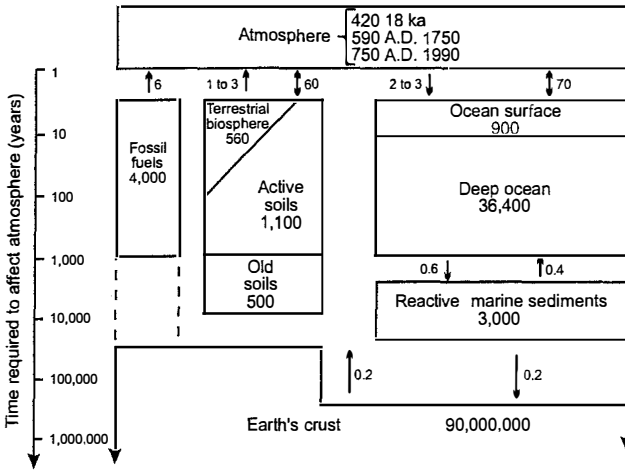 Atmosphere
420 18 ka
590 A.D. 1750
750 A.D. 1990
Time required to affect atmosphere (years)
1
10
100
1,000
10,000
100,000
1,000,000
6
1 to 3
60
2 to 3
70
Fossil
fuels
4,000
Terrestrial
biosphere
560
Active
soils
1,100
Old
soils
500
Ocean surface
900
Deep ocean
36,400
0.6
0.4
Reactive marine sediments
3,000
0.2
0.2
Earth's crust 90,000,000